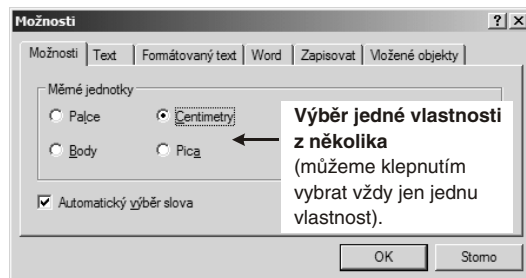 Možnosti
Možnosti Text Formátovaný text Word Zapisovat Vložené objekty
Měrné jednotky
Palce Centimetry
Body Pica
Výběr jedné vlastnosti
z několika
(můžeme klepnutím
vybrat vždy jen jednu
vlastnost).
Automatický výběr slova
OK Storno